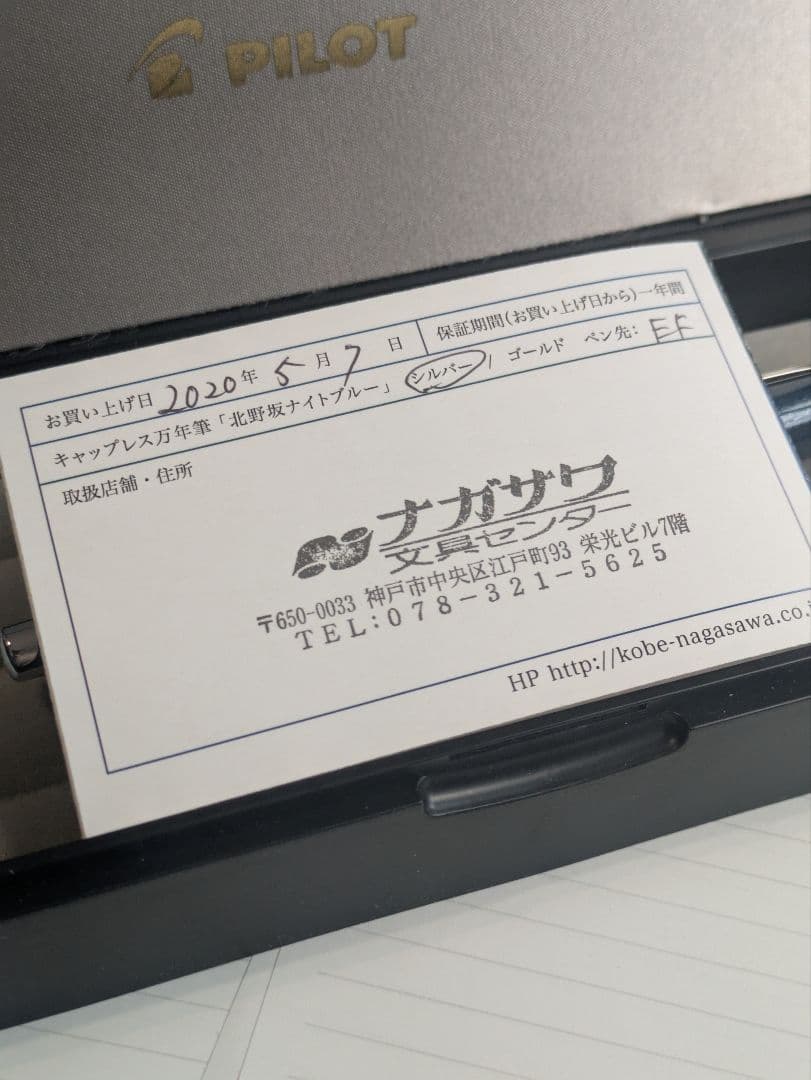 PILOT
お買い上げ日 2020年 5月 7日 保証期間(お買い上げ日から)一年間
キャップレス万年筆「北野坂ナイトブルー」 シルバー / ゴールド ペン先: EF
取扱店舗・住所
ナガサワ
文具センター
〒650-0033 神戸市中央区江戸町93 栄光ビル7階
TEL:078-321-5625
HP http://kobe-nagasawa.co.